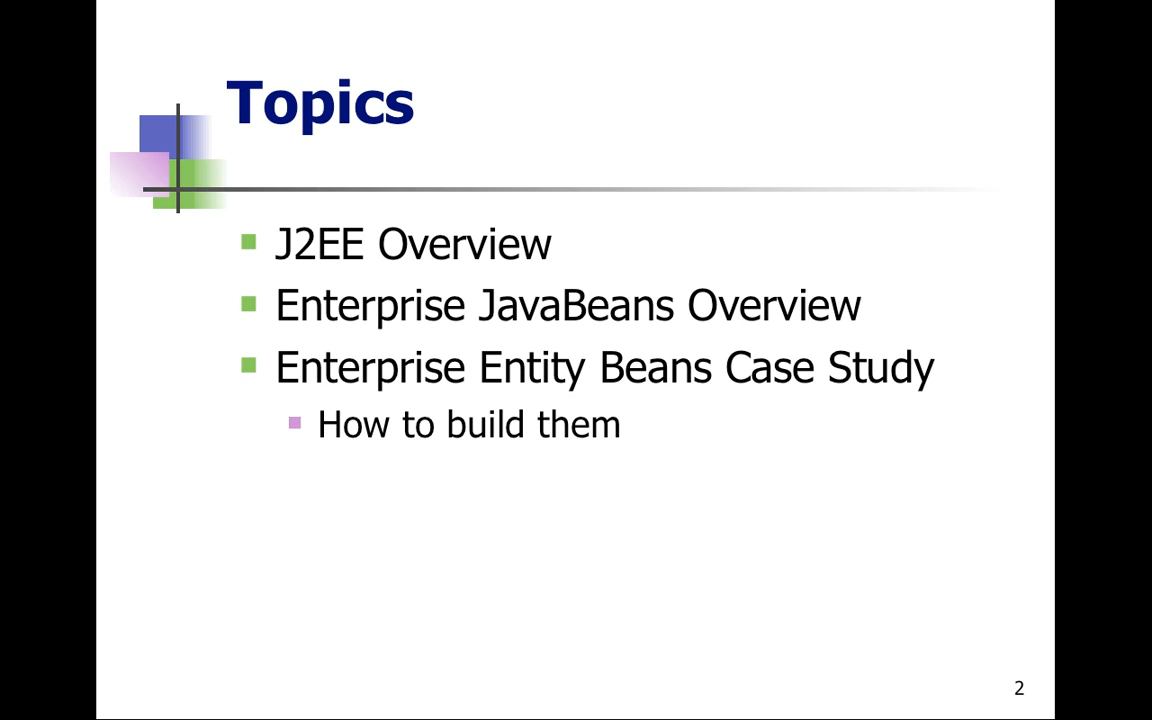 Topics
J2EE Overview
Enterprise JavaBeans Overview
Enterprise Entity Beans Case Study
How to build them
2